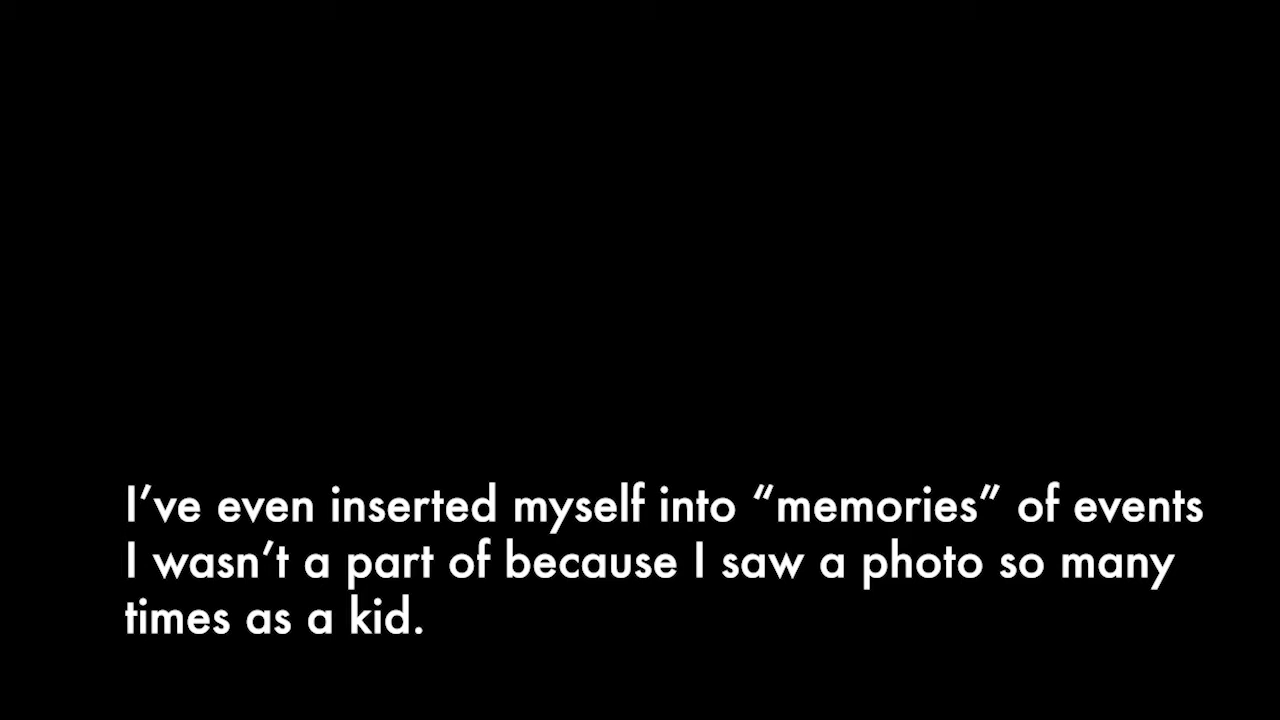 I’ve even inserted myself into “memories” of events
I wasn’t a part of because I saw a photo so many
times as a kid.